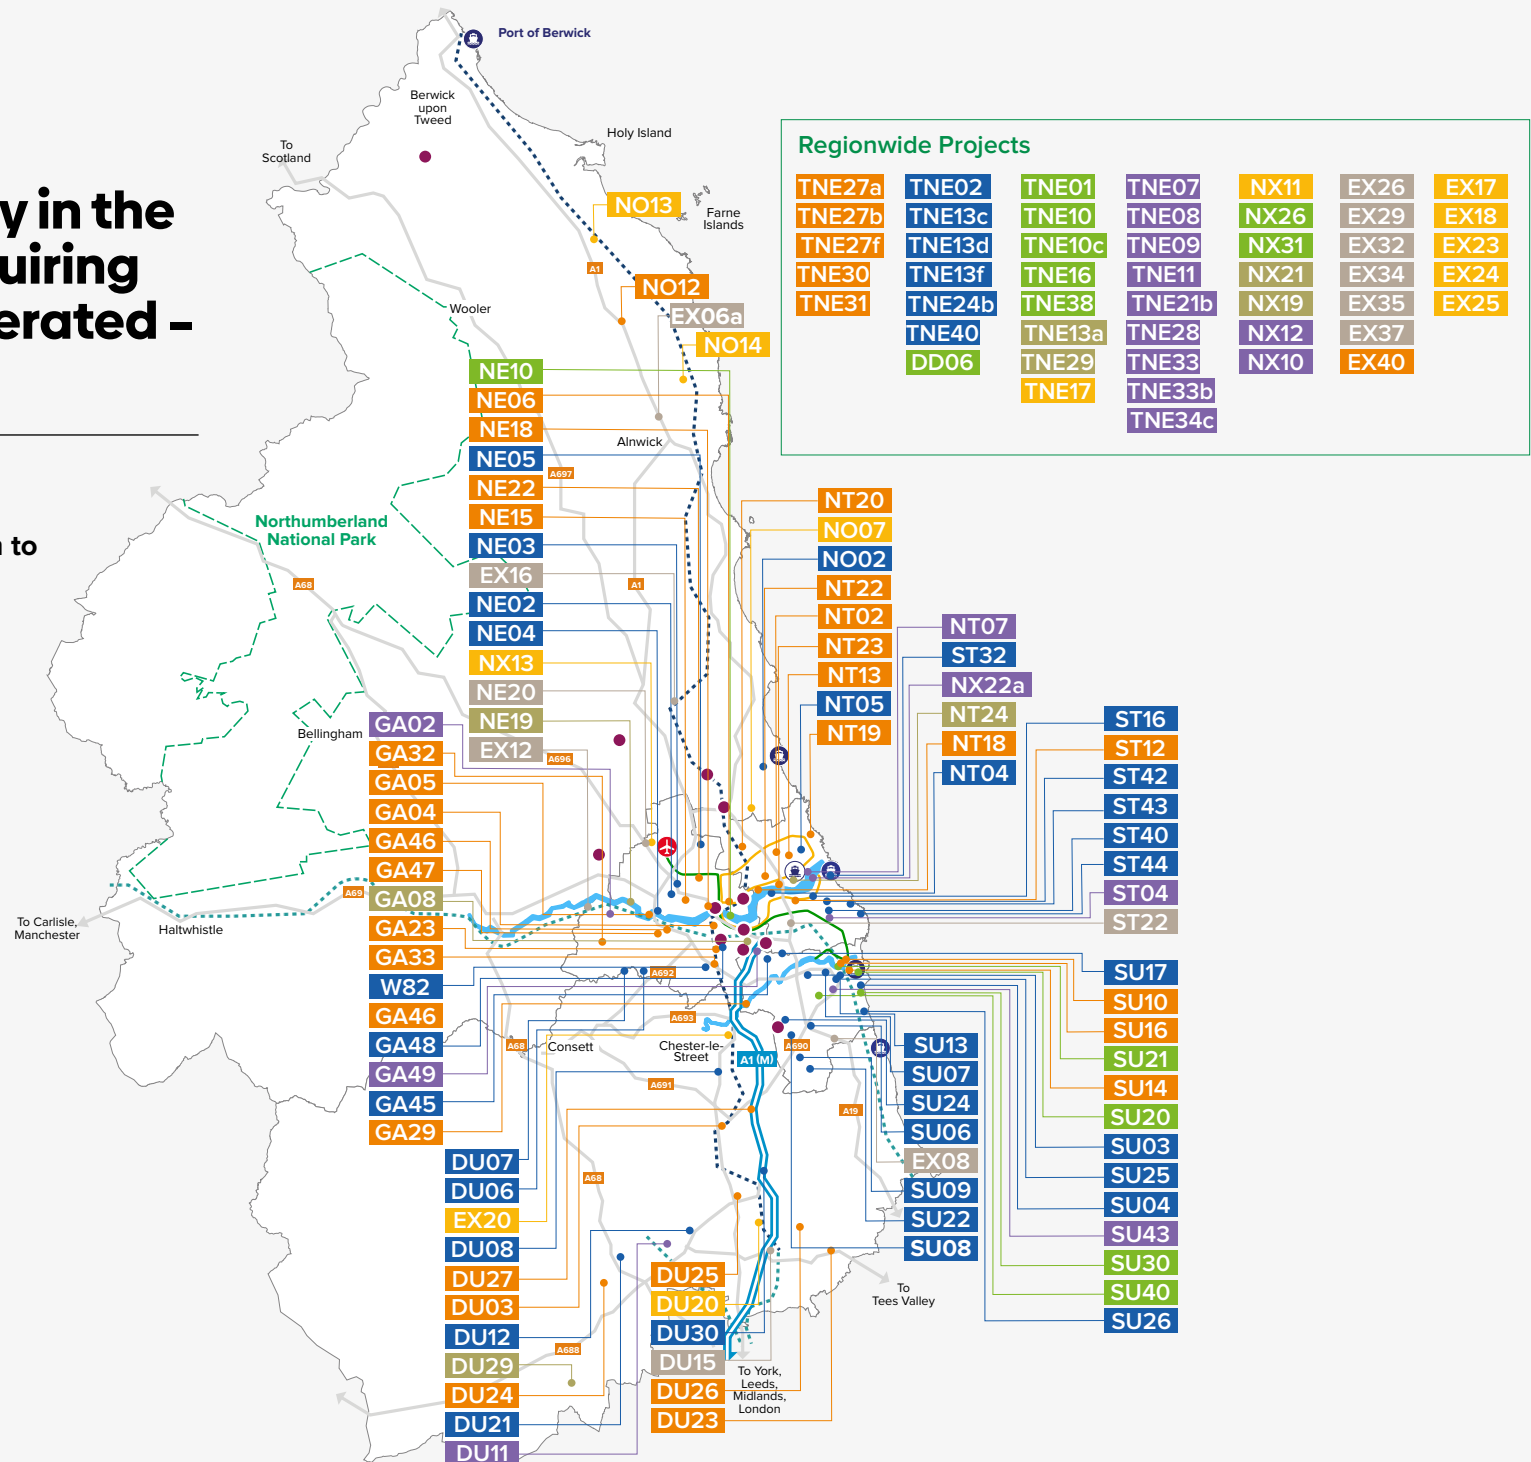 y in the
uiring
erated –
n to
Port of Berwick
Berwick
upon
Tweed
To
Scotland
Holy Island
Farne
Islands
NO13
A1
NO12
EX06a
NO14
Wooler
Alnwick
A697
Northumberland
National Park
A68
A1
Bellingham
A696
Regionwide Projects
TNE27a
TNE27b
TNE27f
TNE30
TNE31
TNE02
TNE13c
TNE13d
TNE13f
TNE24b
TNE40
DD06
TNE01
TNE10
TNE10c
TNE16
TNE38
TNE13a
TNE29
TNE17
TNE07
TNE08
TNE09
TNE11
TNE21b
TNE28
TNE33
TNE33b
TNE34c
NX11
NX26
NX31
NX21
NX19
NX12
NX10
EX26
EX29
EX32
EX34
EX35
EX37
EX40
EX17
EX18
EX23
EX24
EX25
NE10
NE06
NE18
NE05
NE22
NE15
NE03
EX16
NE02
NE04
NX13
NE20
NE19
EX12
NT20
NO07
NO02
NT22
NT02
NT23
NT13
NT05
NT19
NT07
ST32
NX22a
NT24
NT18
NT04
ST16
ST12
ST42
ST43
ST40
ST44
ST04
ST22
GA02
GA32
GA05
GA04
GA46
GA47
GA08
GA23
GA33
W82
GA46
GA48
GA49
GA45
GA29
A69
To Carlisle,
Manchester
Haltwhistle
A692
A693
A68
Consett
Chester-le-
Street
A1 (M)
A690
A691
A19
A68
A688
SU17
SU10
SU16
SU21
SU14
SU20
SU03
SU25
SU04
SU43
SU30
SU40
SU26
SU13
SU07
SU24
SU06
EX08
SU09
SU22
SU08
DU07
DU06
EX20
DU08
DU27
DU03
DU12
DU29
DU24
DU21
DU11
DU25
DU20
DU30
DU15
DU26
DU23
To
Tees Valley
To York,
Leeds,
Midlands,
London